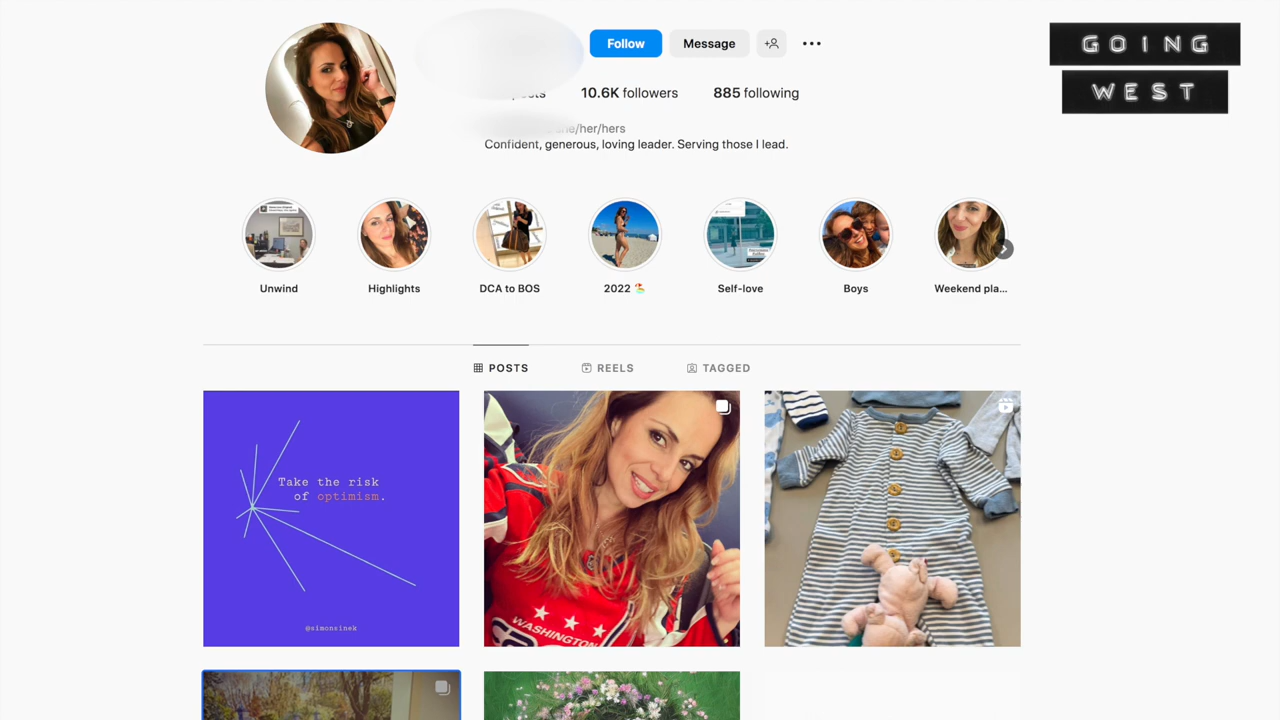 GOING
WEST
Follow
Message
posts
10.6K followers
885 following
she/her/hers
Confident, generous, loving leader. Serving those I lead.
Unwind
Highlights
DCA to BOS
2022
Self-love
Boys
Weekend pla...
POSTS
REELS
TAGGED
Take the risk
of optimism.
@simonsinek
WASHINGTON